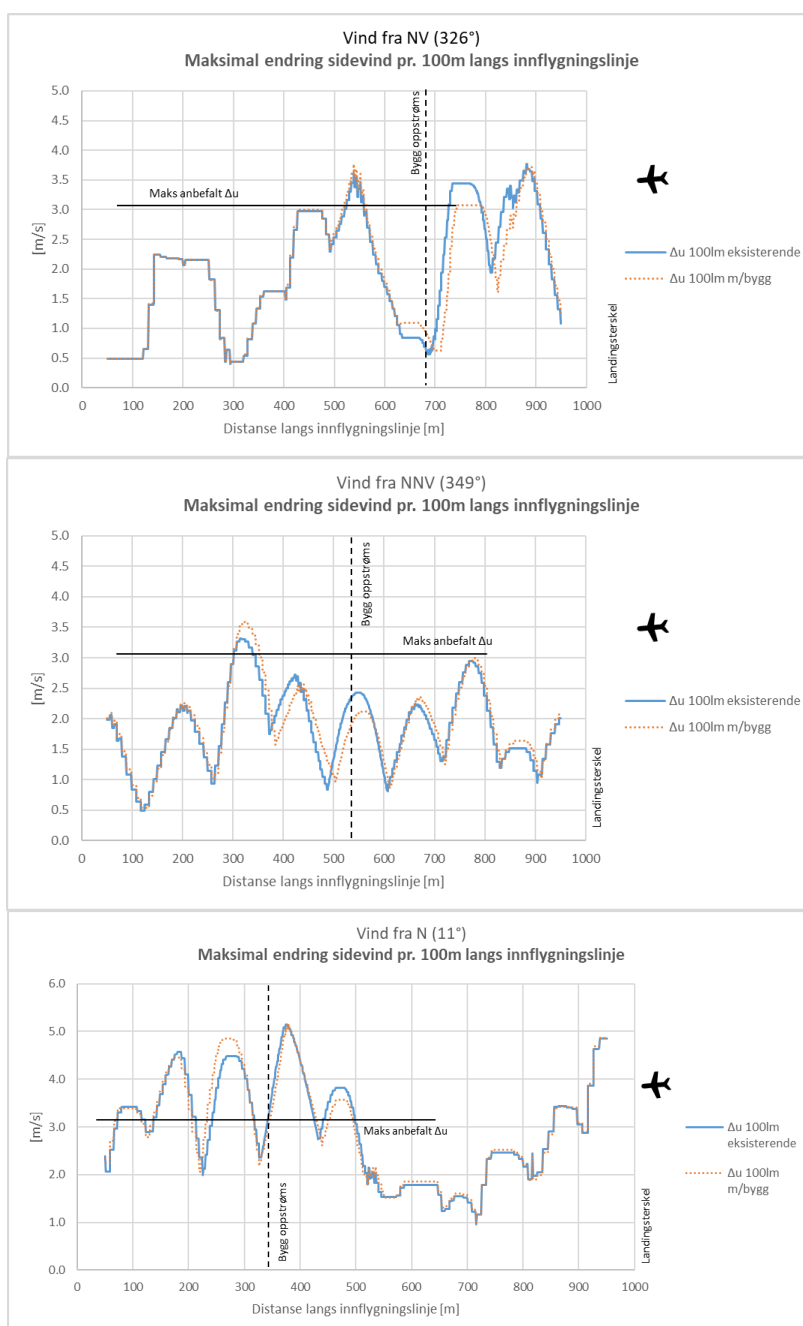 Vind fra NV (326°)
Maksimal endring sidevind pr. 100m langs innflygningslinje
5.0
4.5
4.0
3.5
3.0
2.5
2.0
1.5
1.0
0.5
0.0
[m/s]
Maks anbefalt Δu
Bygg oppstrøms
Landingsterskel
0 100 200 300 400 500 600 700 800 900 1000
Distanse langs innflygningslinje [m]
Δu 100lm eksisterende
Δu 100lm m/bygg
Vind fra NNV (349°)
Maksimal endring sidevind pr. 100m langs innflygningslinje
5.0
4.5
4.0
3.5
3.0
2.5
2.0
1.5
1.0
0.5
0.0
[m/s]
Bygg oppstrøms
Maks anbefalt Δu
Landingsterskel
0 100 200 300 400 500 600 700 800 900 1000
Distanse langs innflygningslinje [m]
Δu 100lm eksisterende
Δu 100lm m/bygg
Vind fra N (11°)
Maksimal endring sidevind pr. 100m langs innflygningslinje
6.0
5.0
4.0
3.0
2.0
1.0
0.0
[m/s]
Maks anbefalt Δu
Bygg oppstrøms
Landingsterskel
0 100 200 300 400 500 600 700 800 900 1000
Distanse langs innflygningslinje [m]
Δu 100lm
eksisterende
Δu 100lm
m/bygg